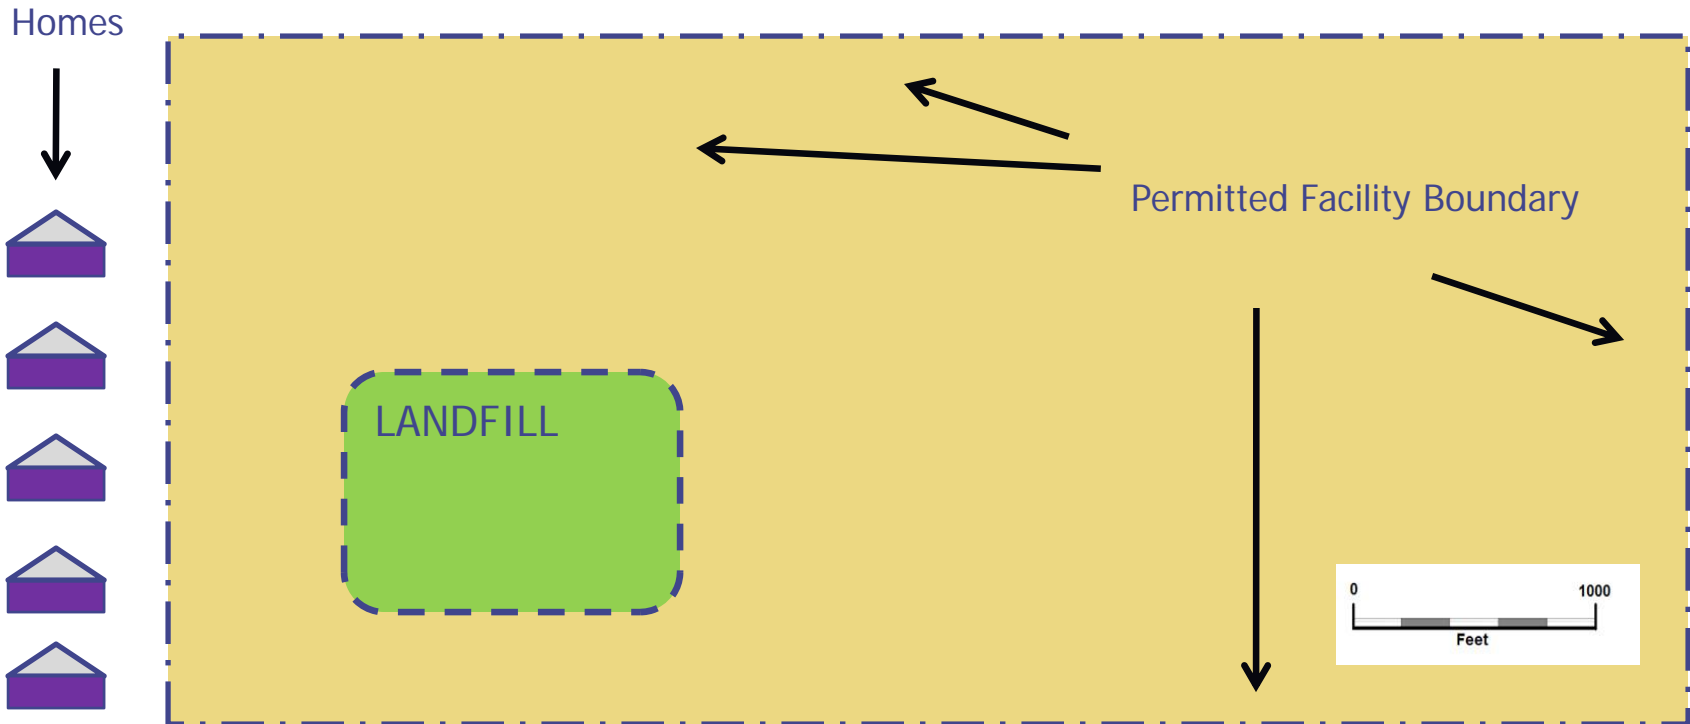 Homes
Permitted Facility Boundary
LANDFILL
0 1000
Feet